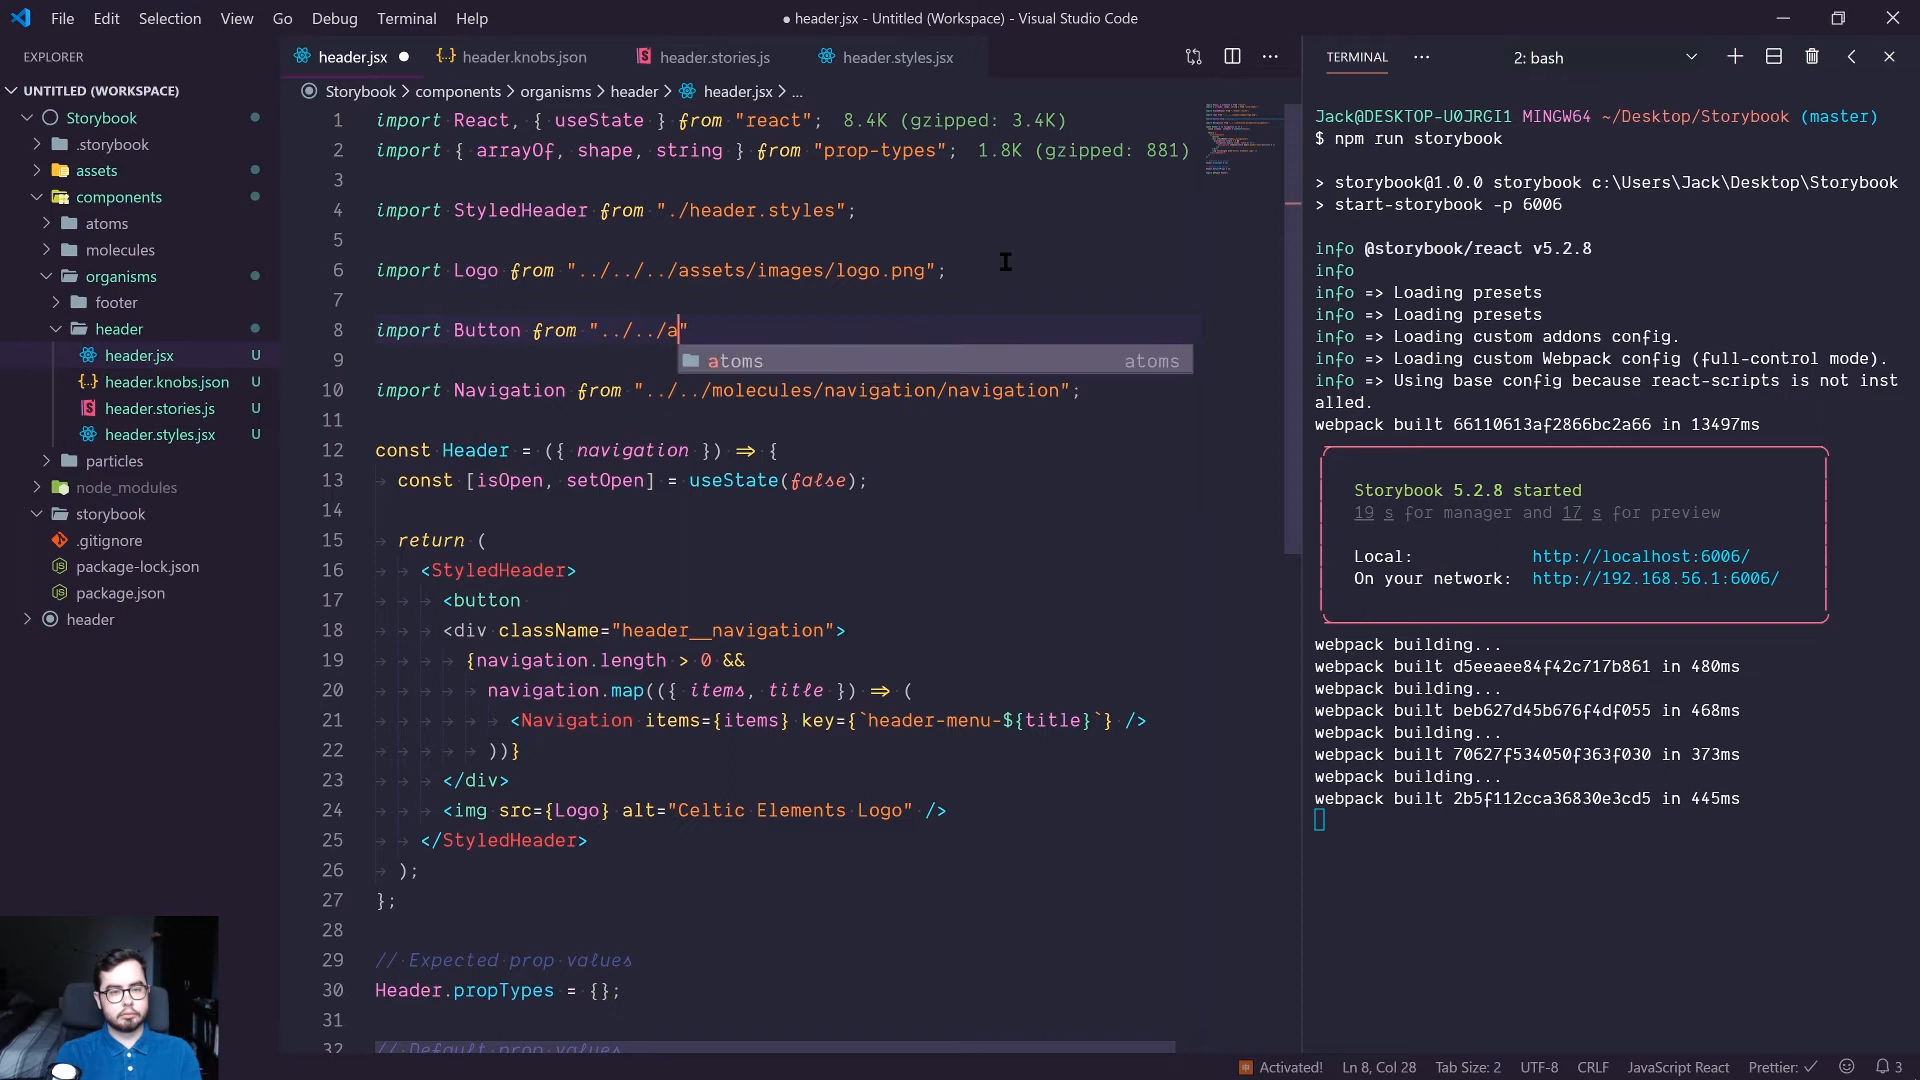 File Edit Selection View Go Debug Terminal Help
● header.jsx - Untitled (Workspace) - Visual Studio Code
EXPLORER
UNTITLED (WORKSPACE)
Storybook
.storybook
assets
components
atoms
molecules
organisms
footer
header
header.jsx U
header.knobs.json U
header.stories.js U
header.styles.jsx U
particles
node_modules
storybook
.gitignore
package-lock.json
package.json
header
header.jsx header.knobs.json header.stories.js header.styles.jsx
Storybook > components > organisms > header > header.jsx > ...
1 import React, { useState } from "react"; 8.4K (gzipped: 3.4K)
2 import { arrayOf, shape, string } from "prop-types"; 1.8K (gzipped: 881)
3
4 import StyledHeader from "./header.styles";
5
6 import Logo from "../../../assets/images/logo.png";
7
8 import Button from "../../a"
atoms atoms
9
10 import Navigation from "../../molecules/navigation/navigation";
11
12 const Header = ({ navigation }) => {
13 const [isOpen, setOpen] = useState(false);
14
15 return (
16 <StyledHeader>
17 <button
18 <div className="header__navigation">
19 {navigation.length > 0 &&
20 navigation.map(({ items, title }) => (
21 <Navigation items={items} key={`header-menu-${title}`} />
22 ))}
23 </div>
24 <img src={Logo} alt="Celtic Elements Logo" />
25 </StyledHeader>
26 );
27 };
28
29 // Expected prop values
30 Header.propTypes = {};
31
32 // Default prop values
TERMINAL 2: bash
Jack@DESKTOP-U0JRGI1 MINGW64 ~/Desktop/Storybook (master)
$ npm run storybook
> storybook@1.0.0 storybook c:\Users\Jack\Desktop\Storybook
> start-storybook -p 6006
info @storybook/react v5.2.8
info
info => Loading presets
info => Loading presets
info => Loading custom addons config.
info => Loading custom Webpack config (full-control mode).
info => Using base config because react-scripts is not inst
alled.
webpack built 66110613af2866bc2a66 in 13497ms
Storybook 5.2.8 started
19 s for manager and 17 s for preview
Local: http://localhost:6006/
On your network: http://192.168.56.1:6006/
webpack building...
webpack built d5eeaee84f42c717b861 in 480ms
webpack building...
webpack built beb627d45b676f4df055 in 468ms
webpack building...
webpack built 70627f534050f363f030 in 373ms
webpack building...
webpack built 2b5f112cca36830e3cd5 in 445ms
Activated! Ln 8, Col 28 Tab Size: 2 UTF-8 CRLF JavaScript React Prettier: ✓ 3